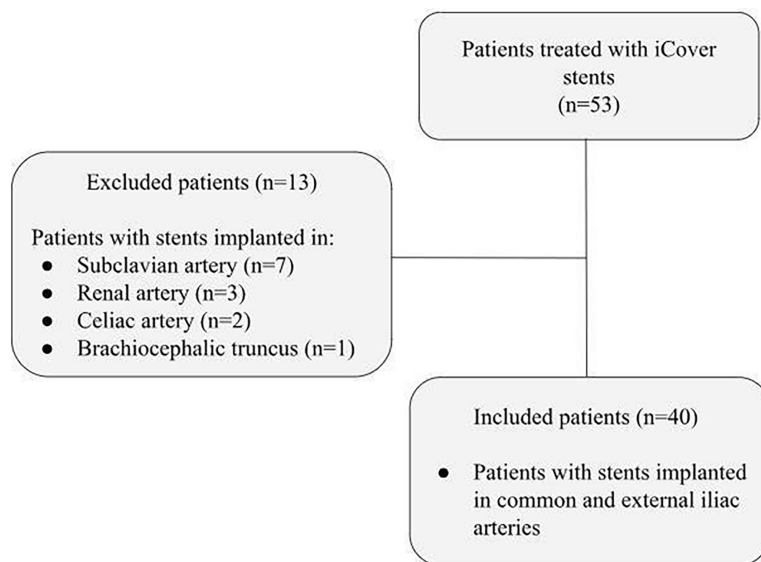 Patients treated with iCover
stents
(n=53)
Excluded patients (n=13)
Patients with stents implanted in:
● Subclavian artery (n=7)
● Renal artery (n=3)
● Celiac artery (n=2)
● Brachiocephalic truncus (n=1)
Included patients (n=40)
● Patients with stents implanted
in common and external iliac
arteries